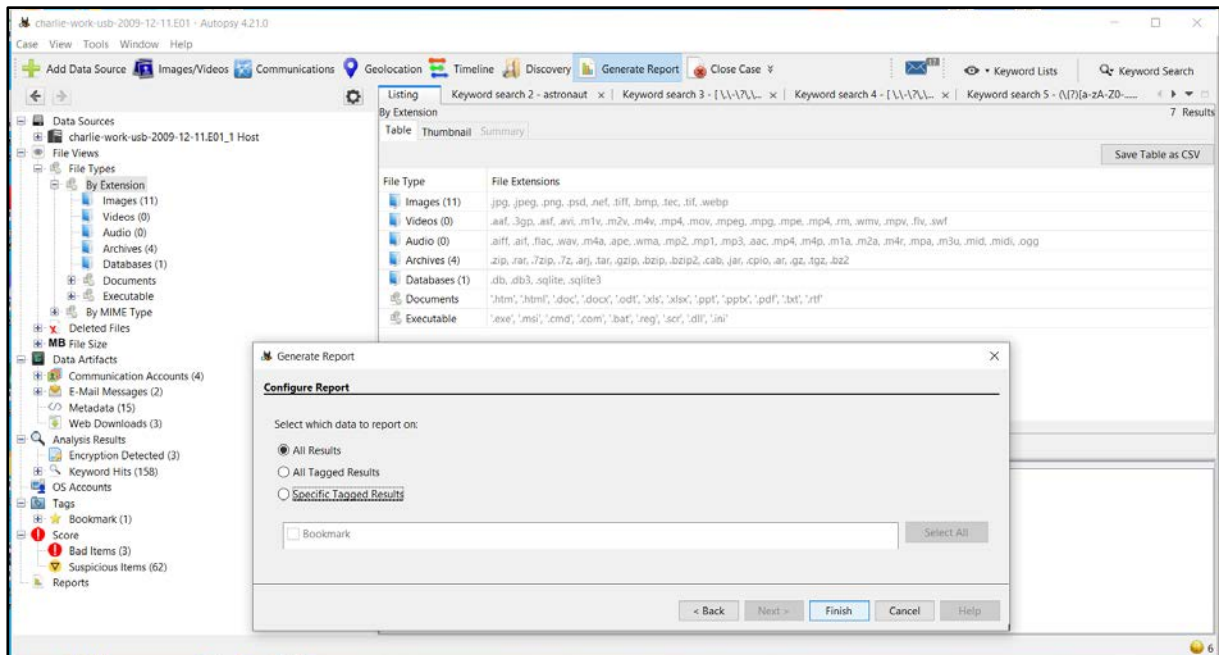 charlie-work-usb-2009-12-11.E01 - Autopsy 4.21.0
Case View Tools Window Help
Add Data Source Images/Videos Communications Geolocation Timeline Discovery Generate Report Close Case Keyword Lists Keyword Search
Listing Keyword search 2 - astronaut x Keyword search 3 - [ \.\-\?\,\... x Keyword search 4 - [ \.\-\?\,\... x Keyword search 5 - (\{?)[a-zA-Z0-...
By Extension 7 Results
Table Thumbnail Summary
Save Table as CSV
Data Sources
charlie-work-usb-2009-12-11.E01_1 Host
File Views
File Types
By Extension
Images (11)
Videos (0)
Audio (0)
Archives (4)
Databases (1)
Documents
Executable
By MIME Type
Deleted Files
MB File Size
Data Artifacts
Communication Accounts (4)
E-Mail Messages (2)
Metadata (15)
Web Downloads (3)
Analysis Results
Encryption Detected (3)
Keyword Hits (158)
OS Accounts
Tags
Bookmark (1)
Score
Bad Items (3)
Suspicious Items (62)
Reports
File Type File Extensions
Images (11) .jpg, .jpeg, .png, .psd, .nef, .tiff, .bmp, .tec, .tif, .webp
Videos (0) .aaf, .3gp, .asf, .avi, .m1v, .m2v, .m4v, .mp4, .mov, .mpeg, .mpg, .mpe, .mp4, .rm, .wmv, .mpv, .flv, .swf
Audio (0) .aiff, .aif, .flac, .wav, .m4a, .ape, .wma, .mp2, .mp1, .mp3, .aac, .mp4, .m4p, .m1a, .m2a, .m4r, .mpa, .m3u, .mid, .midi, .ogg
Archives (4) .zip, .rar, .7zip, .7z, .arj, .tar, .gzip, .bzip, .bzip2, .cab, .jar, .cpio, .ar, .gz, .tgz, .bz2
Databases (1) .db, .db3, .sqlite, .sqlite3
Documents '.htm', '.html', '.doc', '.docx', '.odt', '.xls', '.xlsx', '.ppt', '.pptx', '.pdf', '.txt', '.rtf'
Executable '.exe', '.msi', '.cmd', '.com', '.bat', '.reg', '.scr', '.dll', '.ini'
Generate Report
Configure Report
Select which data to report on:
All Results
All Tagged Results
Specific Tagged Results
Bookmark
Select All
< Back Next > Finish Cancel Help
6